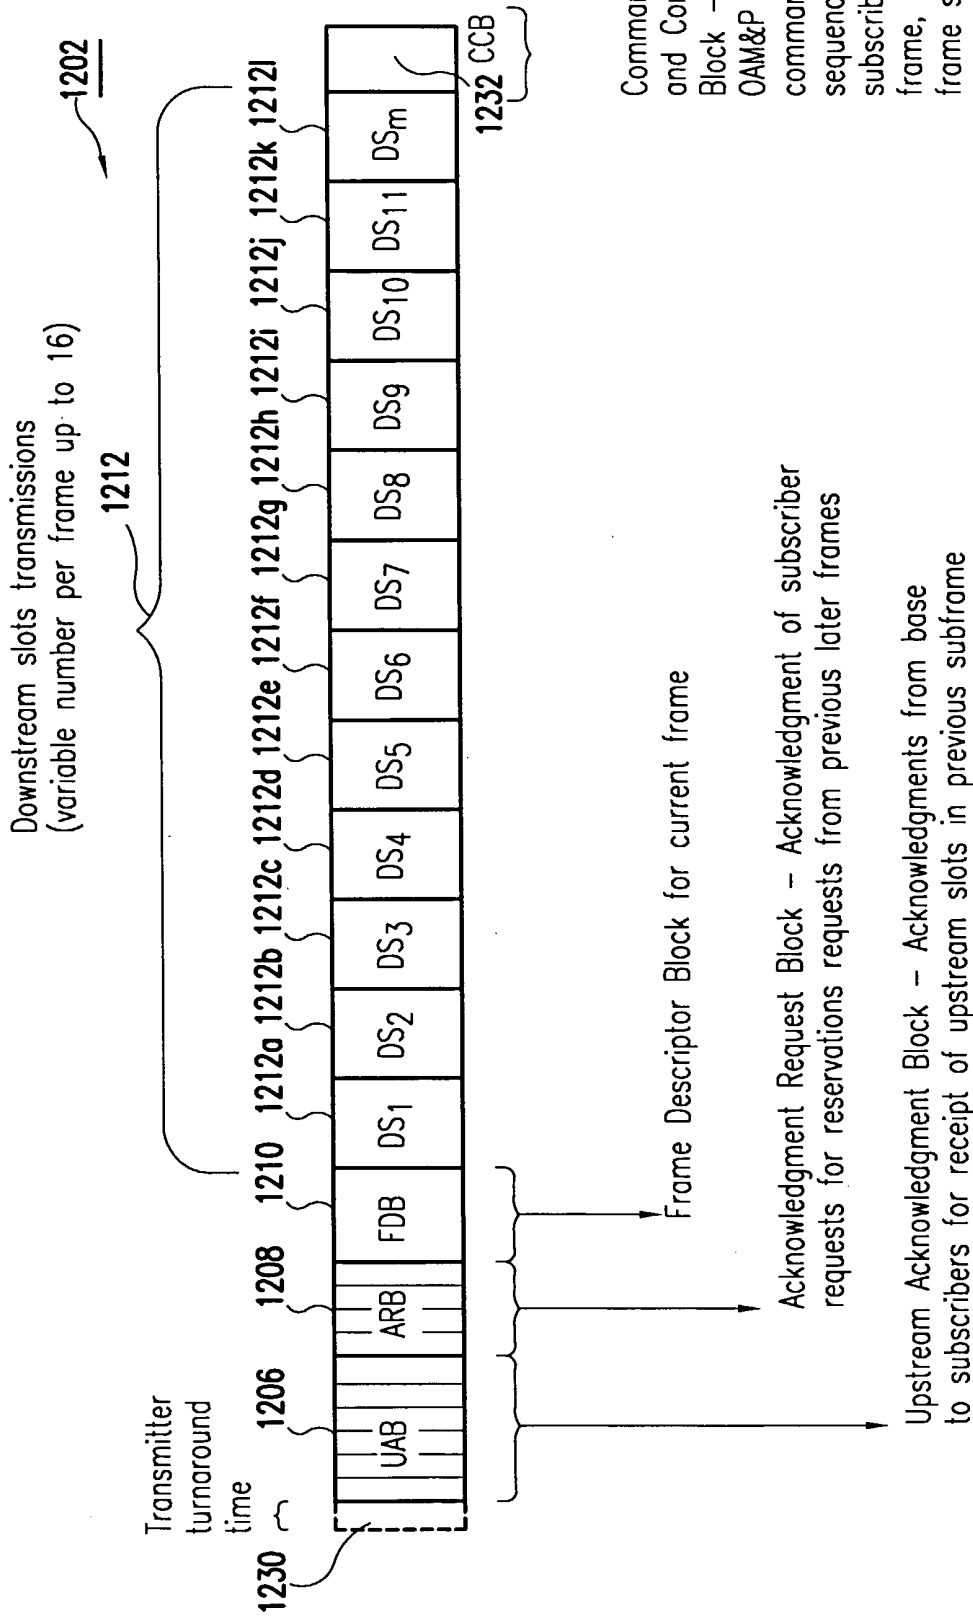 Downstream slots transmissions
(variable number per frame up to 16)
1202
1212
Transmitter
turnaround
time
1230
1206
1208
1210
1212a
1212b
1212c
1212d
1212e
1212f
1212g
1212h
1212i
1212j
1212k
1212l
UAB
ARB
FDB
DS1
DS2
DS3
DS4
DS5
DS6
DS7
DS8
DS9
DS10
DS11
DSm
1232
CCB
Frame Descriptor Block for current frame
Acknowledgment Request Block – Acknowledgment of subscriber
requests for reservations requests from previous later frames
Upstream Acknowledgment Block – Acknowledgments from base
to subscribers for receipt of upstream slots in previous subframe
and
Block –
OAM&P
frame,
frame